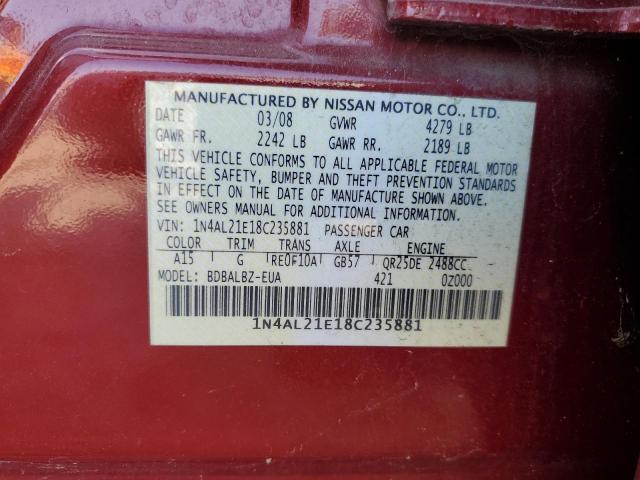 MANUFACTURED BY NISSAN MOTOR CO., LTD.
DATE 03/08 GVWR 4279 LB
GAWR FR. 2242 LB GAWR RR. 2189 LB
THIS VEHICLE CONFORMS TO ALL APPLICABLE FEDERAL MOTOR
VEHICLE SAFETY, BUMPER AND THEFT PREVENTION STANDARDS
IN EFFECT ON THE DATE OF MANUFACTURE SHOWN ABOVE.
SEE OWNERS MANUAL FOR ADDITIONAL INFORMATION.
VIN: 1N4AL21E18C235881 PASSENGER CAR
COLOR TRIM TRANS AXLE ENGINE
A15 G RE0F10A GB57 QR25DE 2488CC
MODEL: BDBALBZ-EUA 421 0Z000
1N4AL21E18C235881